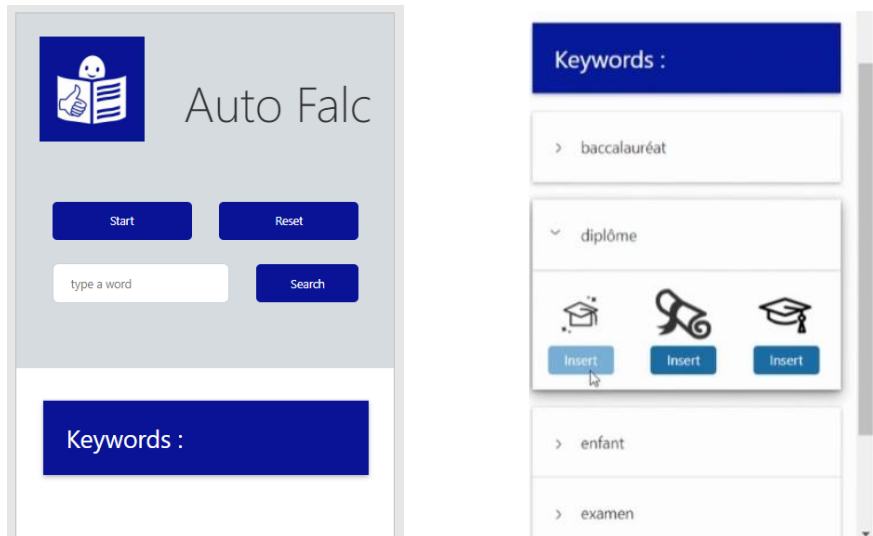 Auto Falc
Start Reset
type a word Search
Keywords :
Keywords :
baccalauréat
diplôme
Insert Insert Insert
enfant
examen